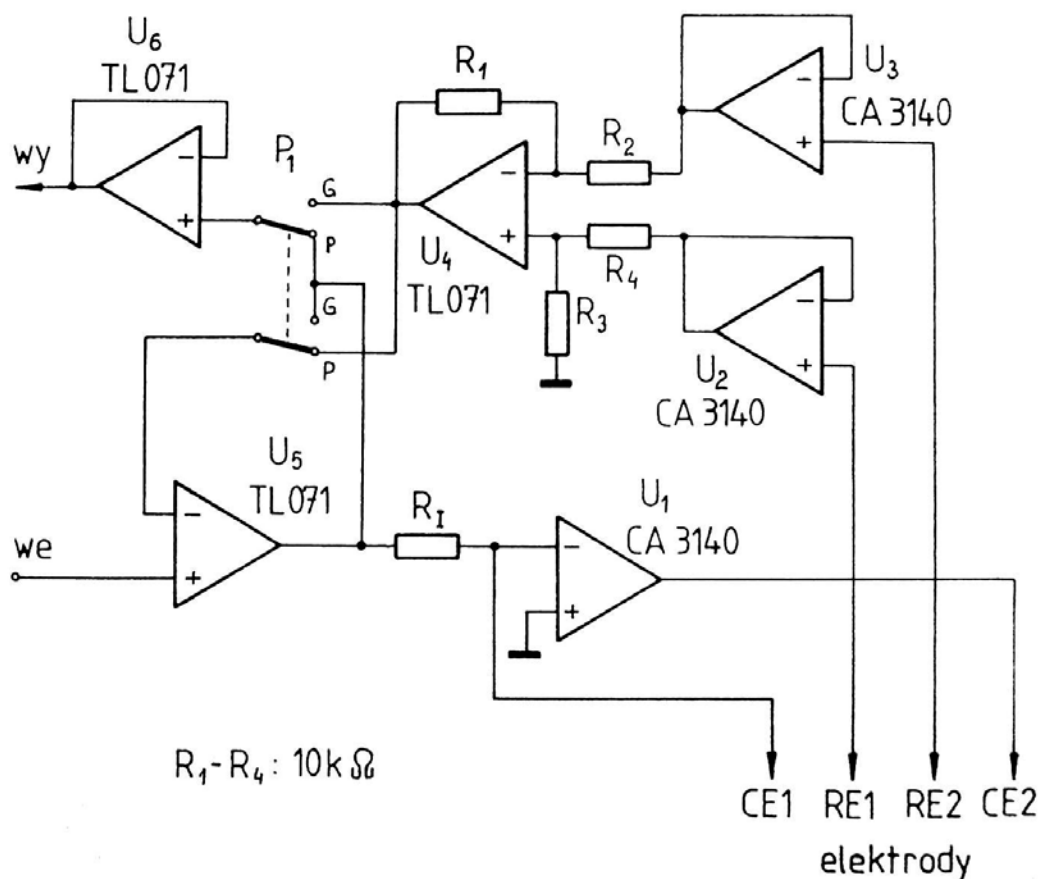 U₆
TL071
wy
P₁
G
P
G
P
R₁
R₂
U₃
CA 3140
U₄
TL071
R₄
R₃
U₂
CA 3140
U₅
TL071
we
R_I
U₁
CA 3140
R₁-R₄: 10kΩ
CE1 RE1 RE2 CE2
elektrody
- + - + - + - + - + - +